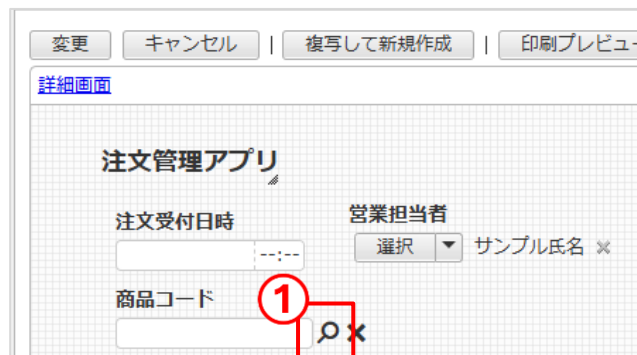 変更 キャンセル | 複写して新規作成 | 印刷プレビュー
詳細画面
注文管理アプリ
注文受付日時 営業担当者
--:-- 選択 サンプル氏名
商品コード ①